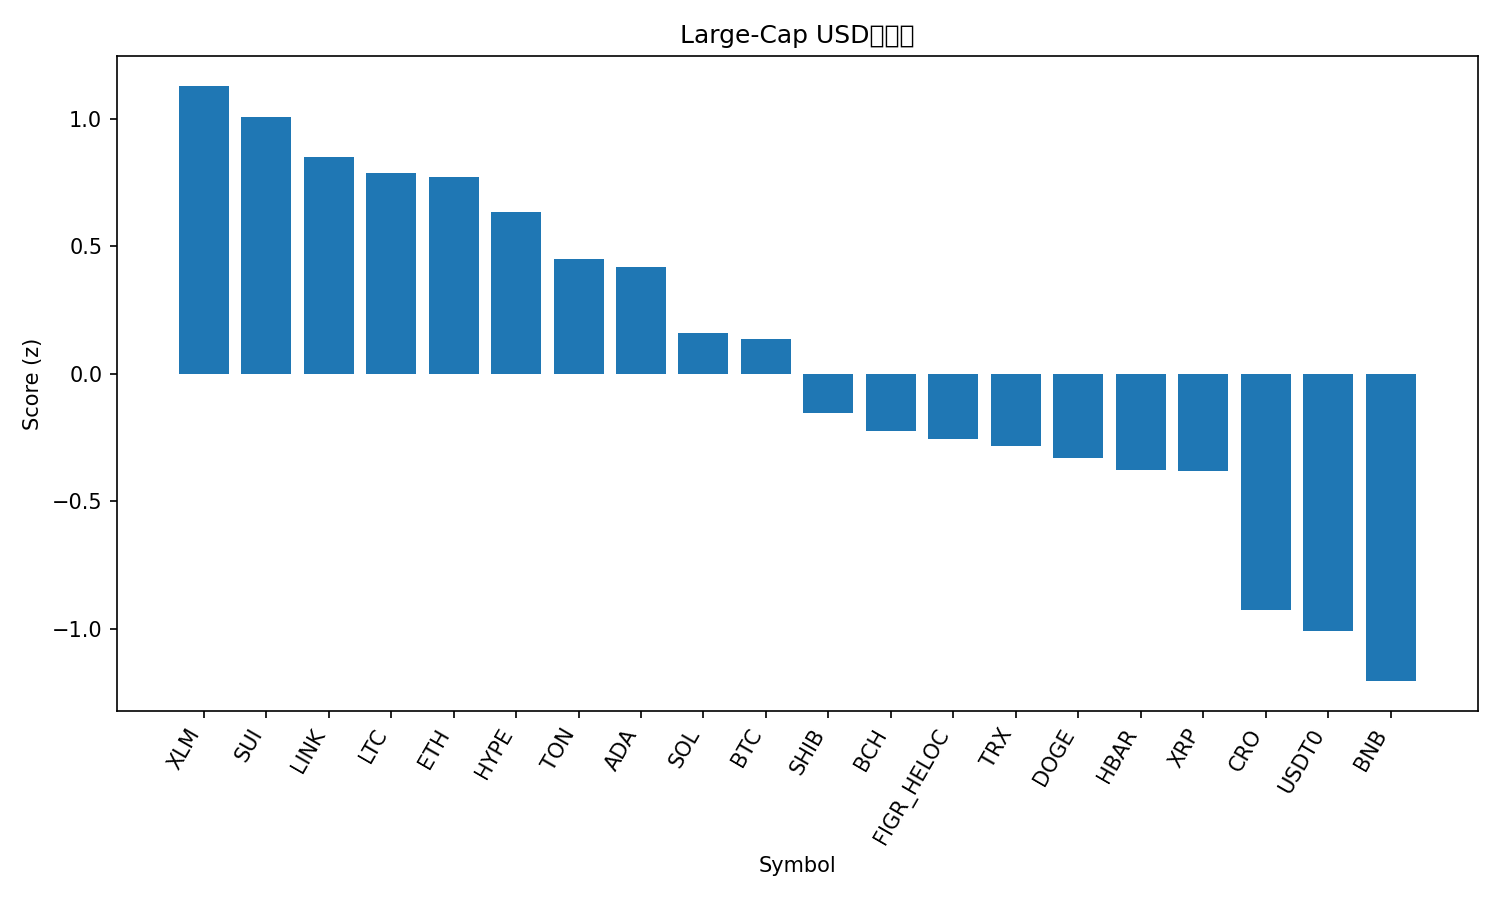 Large-Cap USD
1.0
0.5
0.0
−0.5
−1.0
Score (z)
XLM
SUI
LINK
LTC
ETH
HYPE
TON
ADA
SOL
BTC
SHIB
BCH
FIGR_HELOC
TRX
DOGE
HBAR
XRP
CRO
USDT0
BNB
Symbol